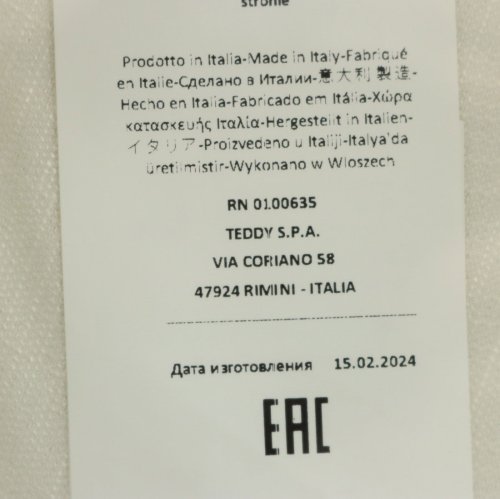 stronie
Prodotto in Italia-Made in Italy-Fabriqué
en Italie-Сделано в Италии-意大利製造-
Hecho en Italia-Fabricado em Itália-Χώρα
κατασκευής Ιταλία-Hergestellt in Italien-
イタリア-Proizvedeno u Italiji-Italya'da
üretilmistir-Wykonano w Wloszech
RN 0100635
TEDDY S.P.A.
VIA CORIANO 58
47924 RIMINI - ITALIA
Дата изготовления 15.02.2024
EAC